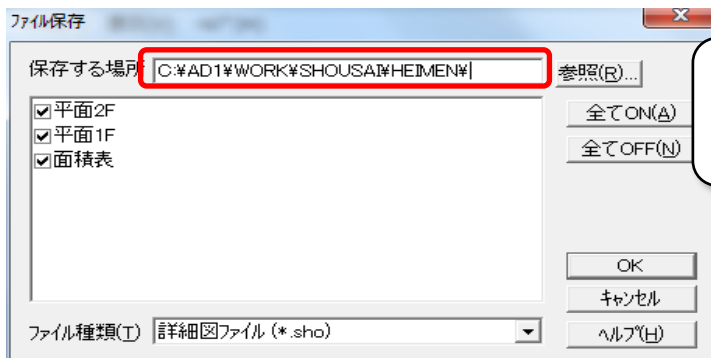 ファイル保存
保存する場所 C:¥AD1¥WORK¥SHOUSAI¥HEIMEN¥ 参照(R)...
平面2F
平面1F
面積表
全てON(A)
全てOFF(N)
OK
キャンセル
ファイル種類(T) 詳細図ファイル (*.sho)
ヘルプ(H)